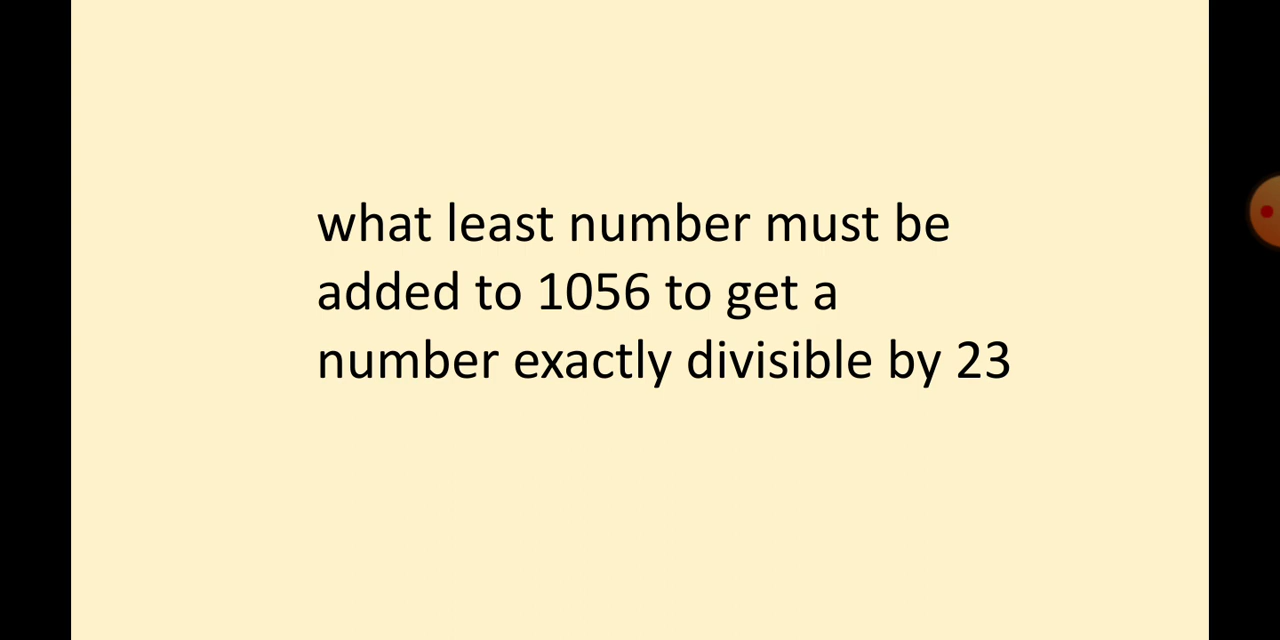 what least number must be
added to 1056 to get a
number exactly divisible by 23